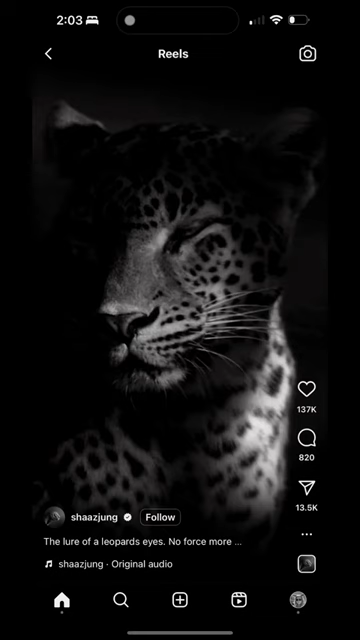 2:03
Reels
137K
820
13.5K
shaazjung Follow
The lure of a leopards eyes. No force more ...
shaazjung · Original audio